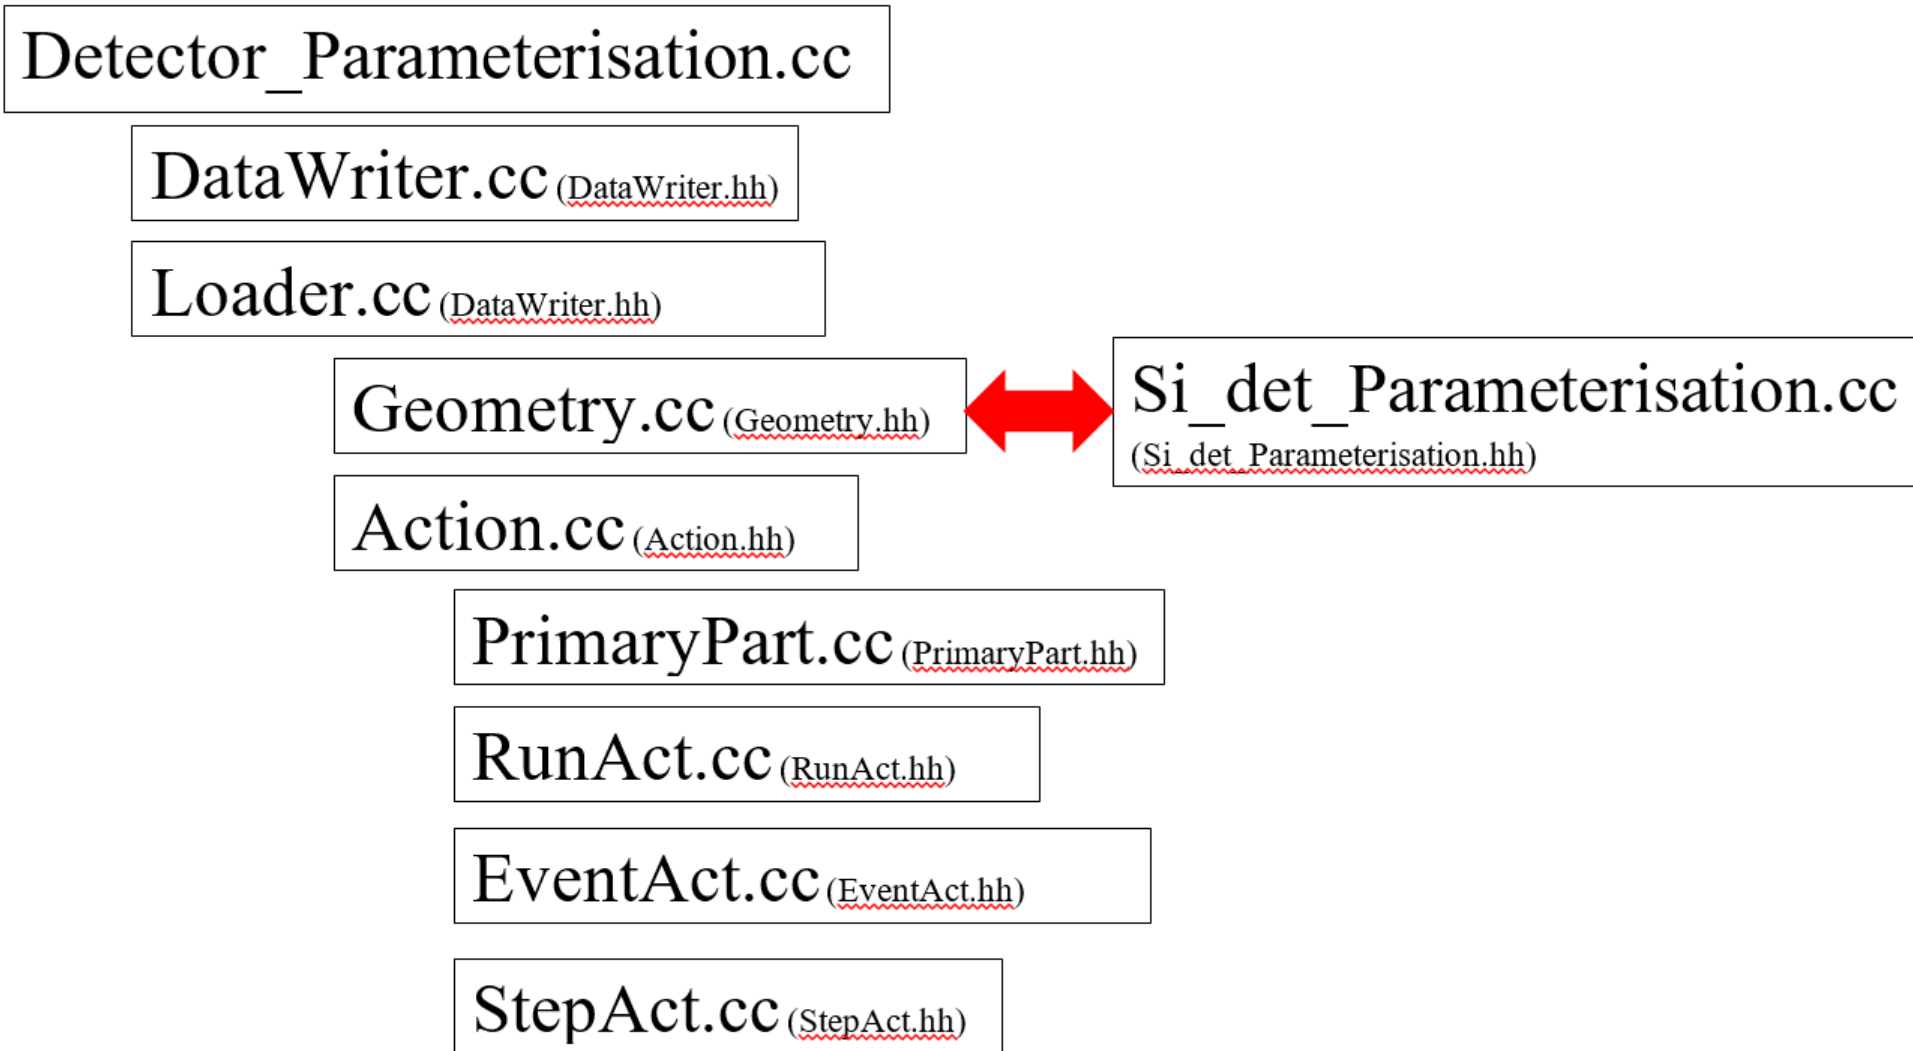 Detector_Parameterisation.cc
DataWriter.cc (DataWriter.hh)
Loader.cc (DataWriter.hh)
Geometry.cc (Geometry.hh)
Si_det_Parameterisation.cc
(Si_det_Parameterisation.hh)
Action.cc (Action.hh)
PrimaryPart.cc (PrimaryPart.hh)
RunAct.cc (RunAct.hh)
EventAct.cc (EventAct.hh)
StepAct.cc (StepAct.hh)